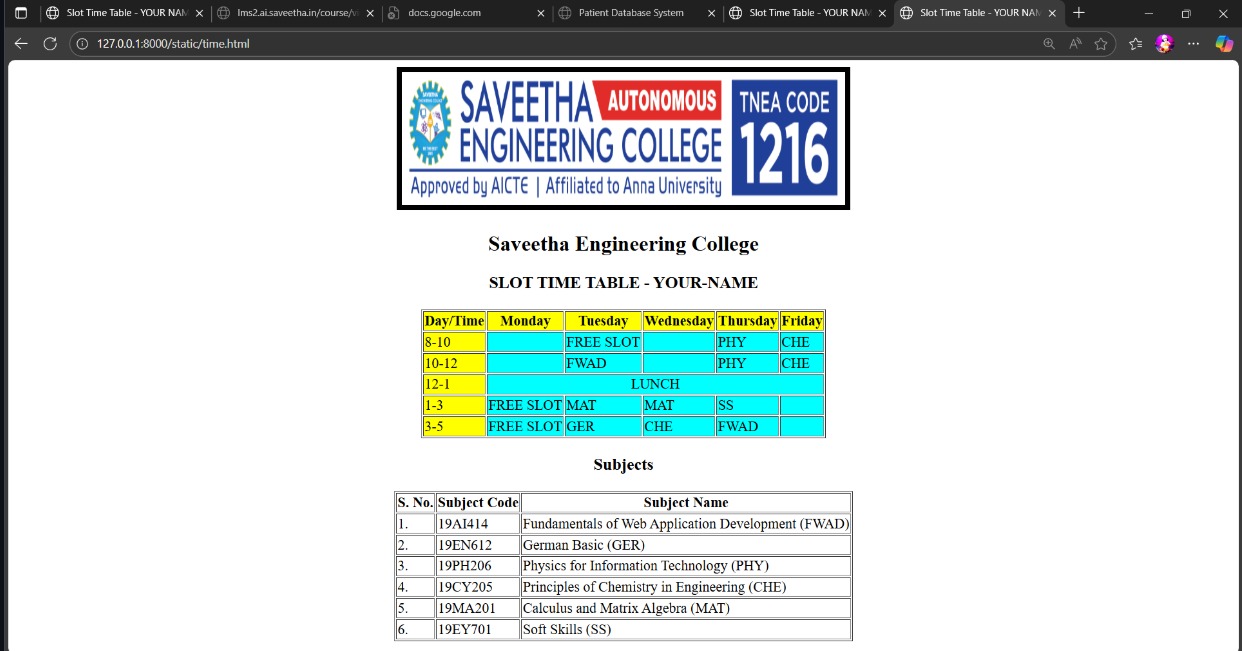 Slot Time Table - YOUR NAM lms2.ai.saveetha.in/course/vi docs.google.com Patient Database System Slot Time Table - YOUR NAM Slot Time Table - YOUR NAM
127.0.0.1:8000/static/time.html
SAVEETHA AUTONOMOUS
ENGINEERING COLLEGE
Approved by AICTE | Affiliated to Anna University
TNEA CODE
1216
Saveetha Engineering College
SLOT TIME TABLE - YOUR-NAME
Day/Time Monday Tuesday Wednesday Thursday Friday
8-10 FREE SLOT PHY CHE
10-12 FWAD PHY CHE
12-1 LUNCH
1-3 FREE SLOT MAT MAT SS
3-5 FREE SLOT GER CHE FWAD
Subjects
S. No. Subject Code Subject Name
1. 19AI414 Fundamentals of Web Application Development (FWAD)
2. 19EN612 German Basic (GER)
3. 19PH206 Physics for Information Technology (PHY)
4. 19CY205 Principles of Chemistry in Engineering (CHE)
5. 19MA201 Calculus and Matrix Algebra (MAT)
6. 19EY701 Soft Skills (SS)